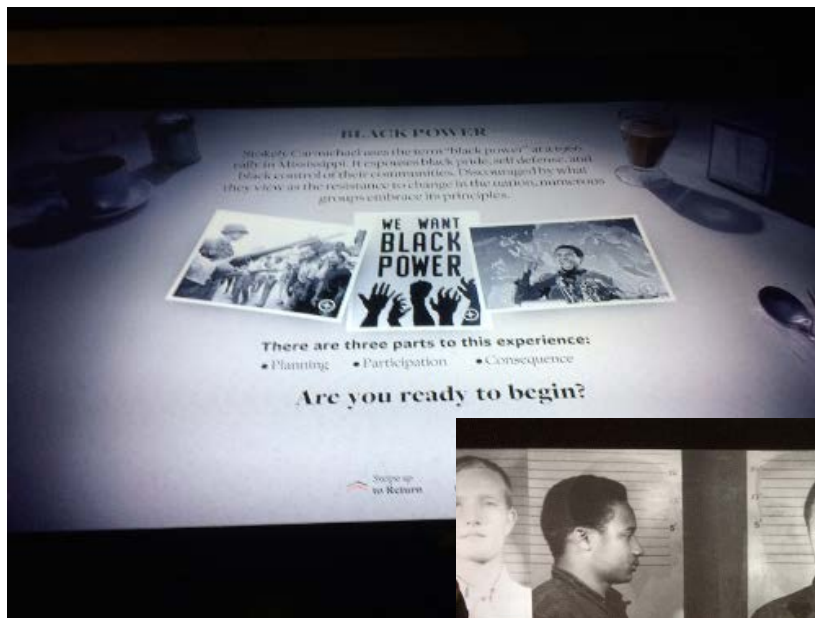 BLACK POWER
Stokely Carmichael uses the term "black power" at a 1966
rally in Mississippi. It espouses black pride, self defense, and
black control of their communities. Discouraged by what
they view as the resistance to change in the nation, numerous
groups embrace its principles.
WE WANT
BLACK
POWER
There are three parts to this experience:
• Planning • Participation • Consequence
Are you ready to begin?
Swipe up
to Return